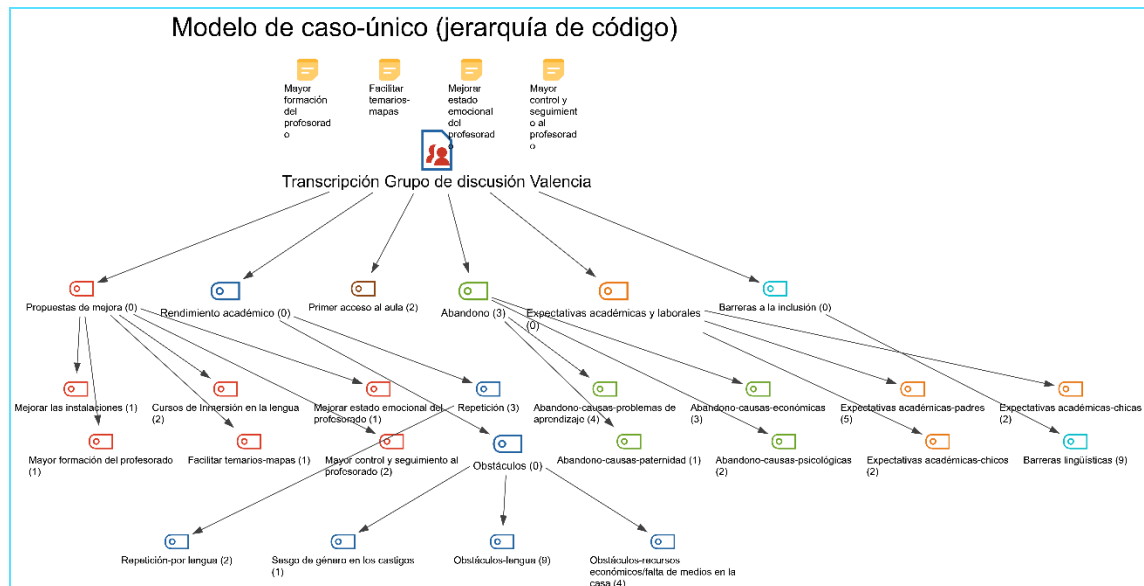 Modelo de caso-único (jerarquía de código)
Mayor
formación
del
profosorad
o
Facilitar
temarios-
mapas
Mejorar
estado
emocional
del
profesorad
o
Mayor
control y
seguimient
o al
profesorad
o
Transcripción Grupo de discusión Valencia
Propuestas de mejora (0)
Rendimiento académico (0)
Primer acceso al aula (2)
Abandono (3)
Expectativas académicas y laborales
(0)
Barreras a la inclusión (0)
Mejorar las instalaciones (1)
Cursos de Inmersión en la lengua
(2)
Mejorar estado emocional del
profesorado (1)
Repetición (3)
Abandono-causas-problemas de
aprendizaje (4)
Abandono-causas-económicas
(3)
Expectativas académicas-padres
(5)
Expectativas académicas-chicas
(2)
Mayor formación del profesorado
(1)
Facilitar temarios-mapas (1)
Mayor control y seguimiento al
profesorado (2)
Obstáculos (0)
Abandono-causas-paternidad (1)
Abandono-causas-psicológicas
(2)
Expectativas académicas-chicos
(2)
Barreras lingüísticas (9)
Repetición-por lengua (2)
Sesgo de género en los castigos
(1)
Obstáculos-lengua (9)
Obstáculos-recursos
económicos/falta de medios en la
casa (4)